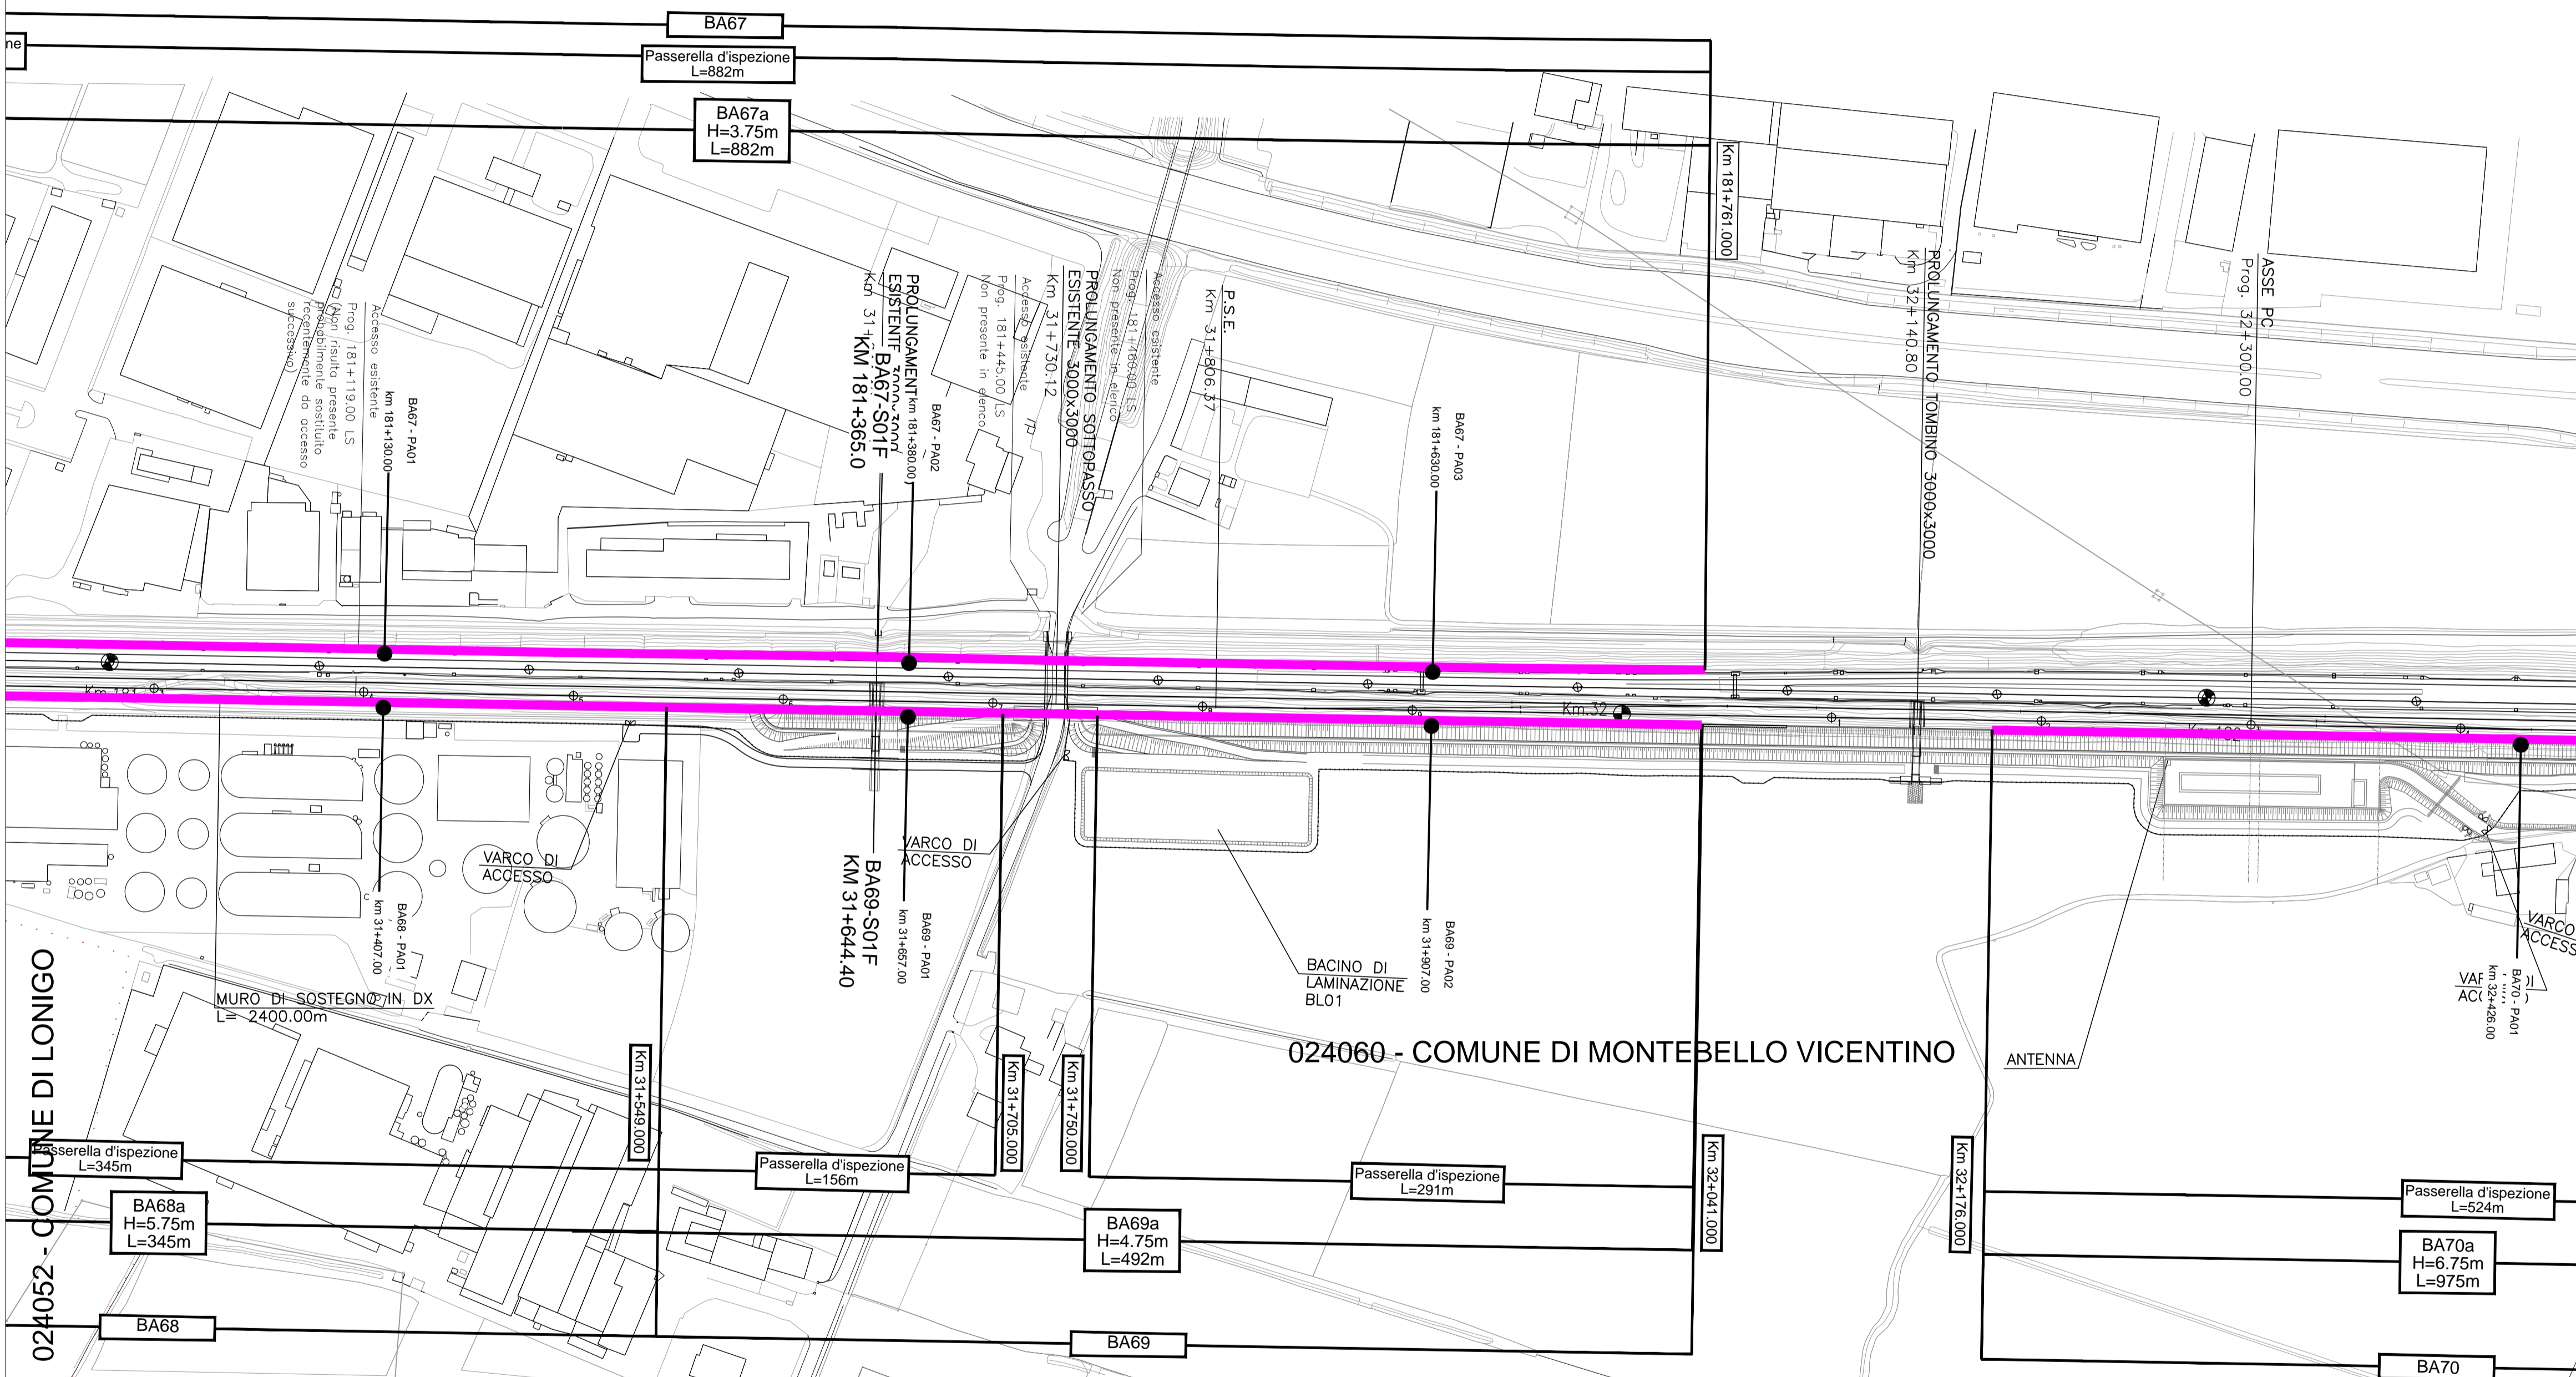 BA67
Passerella d'ispezione
L=882m
BA67a
H=3.75m
L=882m
ne
Km 181+761.000
Accesso esistente
Prog. 181+119.00 LS
(Non risulta presente
probabilmente sostituito
recentemente da accesso
successivo)
BA67 - PA01
km 181+130.00
BA67-S01F
KM 181+365.0
BA67 - PA02
km 181+380.00
Accesso esistente
Prog. 181+445.00 LS
Non presente in elenco
PROLUNGAMENTO SOTTOPASSO
ESISTENTE 3000x3000
Km 31+730.12
Accesso esistente
Prog. 181+460.00 LS
Non presente in elenco
P.S.E.
Km 31+806.37
BA67 - PA03
km 181+630.00
PROLUNGAMENTO TOMBINO 3000x3000
Km 32+140.80
ASSE PC
Prog. 32+300.00
Km.32
VARCO DI
ACCESSO
VARCO DI
ACCESSO
BA68 - PA01
km 31+407.00
BA69-S01F
KM 31+644.40
BA69 - PA01
km 31+657.00
BA69 - PA02
km 31+907.00
BACINO DI
LAMINAZIONE
BL01
MURO DI SOSTEGNO IN DX
L= 2400.00m
024052 - COMUNE DI LONIGO
024060 - COMUNE DI MONTEBELLO VICENTINO
ANTENNA
VARCO
BA70 - PA01
km 32+426.00
Km 31+549.000
Km 31+705.000
Km 31+750.000
Km 32+041.000
Km 32+176.000
Passerella d'ispezione
L=345m
Passerella d'ispezione
L=156m
Passerella d'ispezione
L=291m
Passerella d'ispezione
L=524m
BA68a
H=5.75m
L=345m
BA69a
H=4.75m
L=492m
BA70a
H=6.75m
L=975m
BA68
BA69
BA70